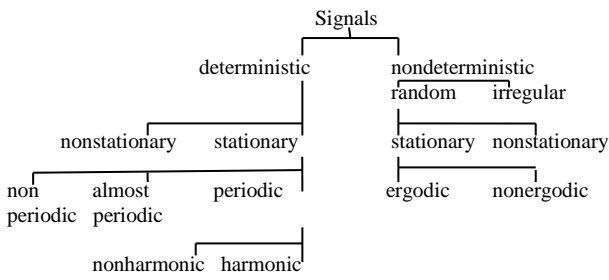 Signals
deterministic nondeterministic
random irregular
nonstationary stationary stationary nonstationary
non almost periodic ergodic nonergodic
periodic periodic
nonharmonic harmonic